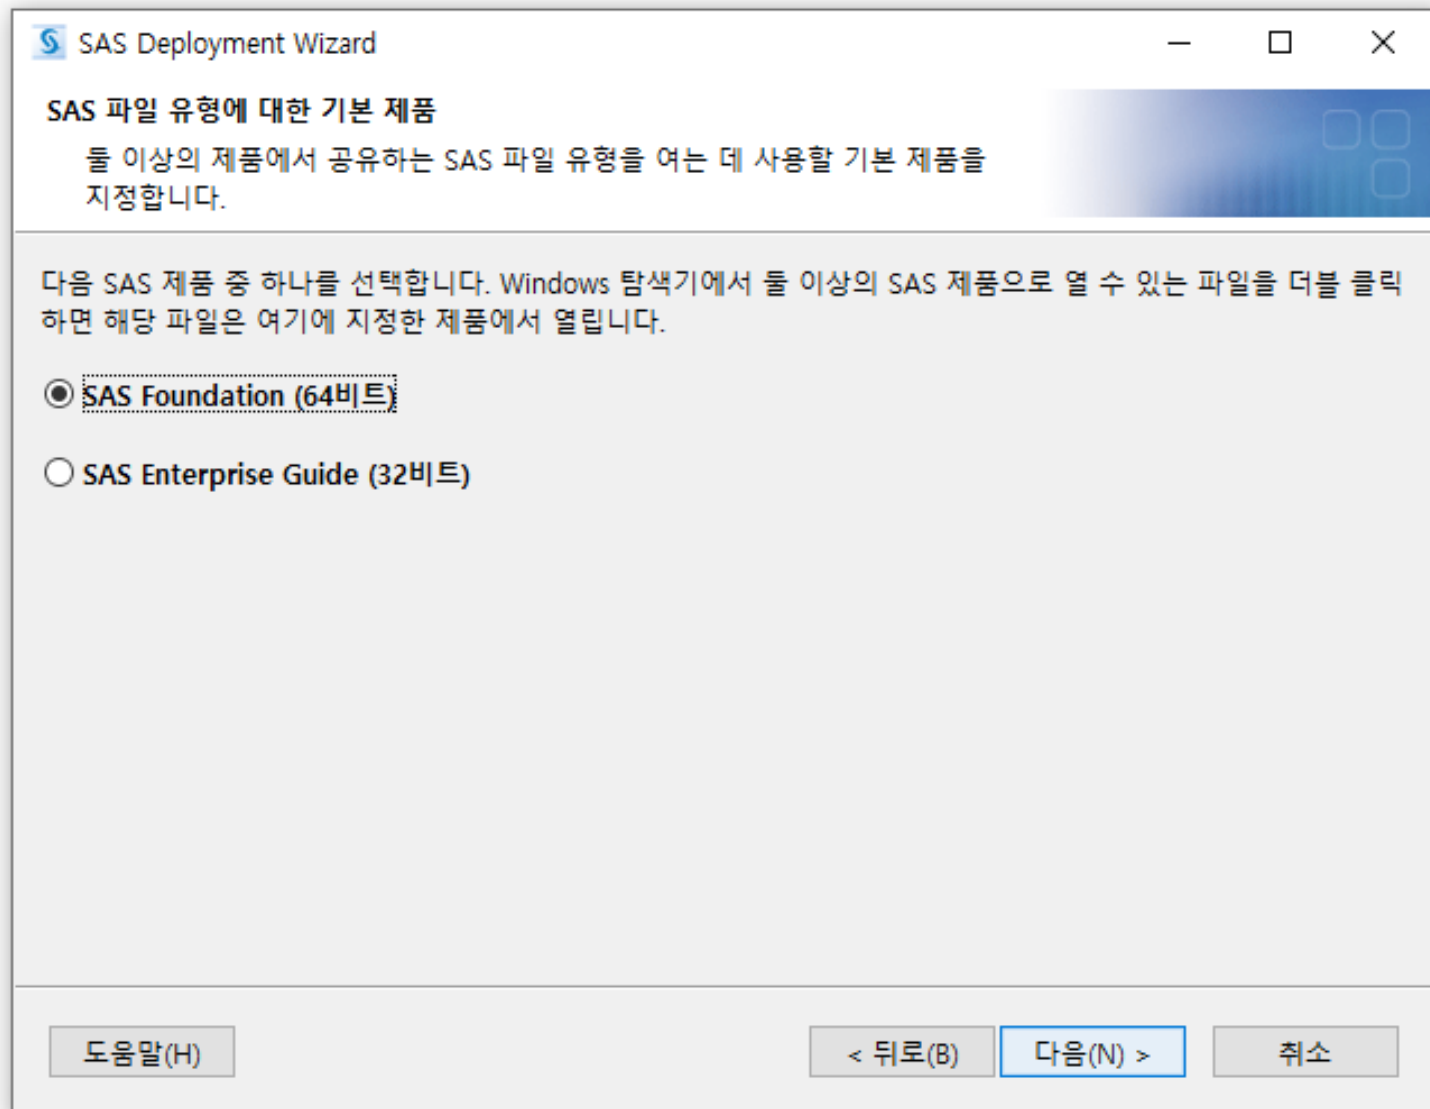 SAS Deployment Wizard
SAS 파일 유형에 대한 기본 제품
둘 이상의 제품에서 공유하는 SAS 파일 유형을 여는 데 사용할 기본 제품을
지정합니다.
다음 SAS 제품 중 하나를 선택합니다. Windows 탐색기에서 둘 이상의 SAS 제품으로 열 수 있는 파일을 더블 클릭
하면 해당 파일은 여기에 지정한 제품에서 열립니다.
SAS Foundation (64비트)
SAS Enterprise Guide (32비트)
도움말(H)
< 뒤로(B)
다음(N) >
취소